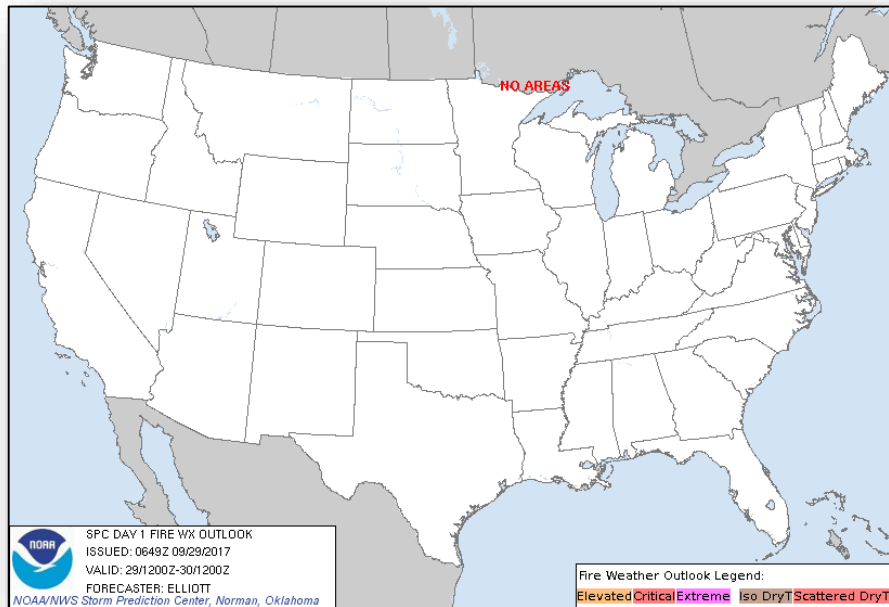 NO AREAS
NOAA
SPC DAY 1 FIRE WX OUTLOOK
ISSUED: 0649Z 09/29/2017
VALID: 29/1200Z-30/1200Z
FORECASTER: ELLIOTT
NOAA/NWS Storm Prediction Center, Norman, Oklahoma
Fire Weather Outlook Legend:
Elevated Critical Extreme Iso DryT Scattered DryT